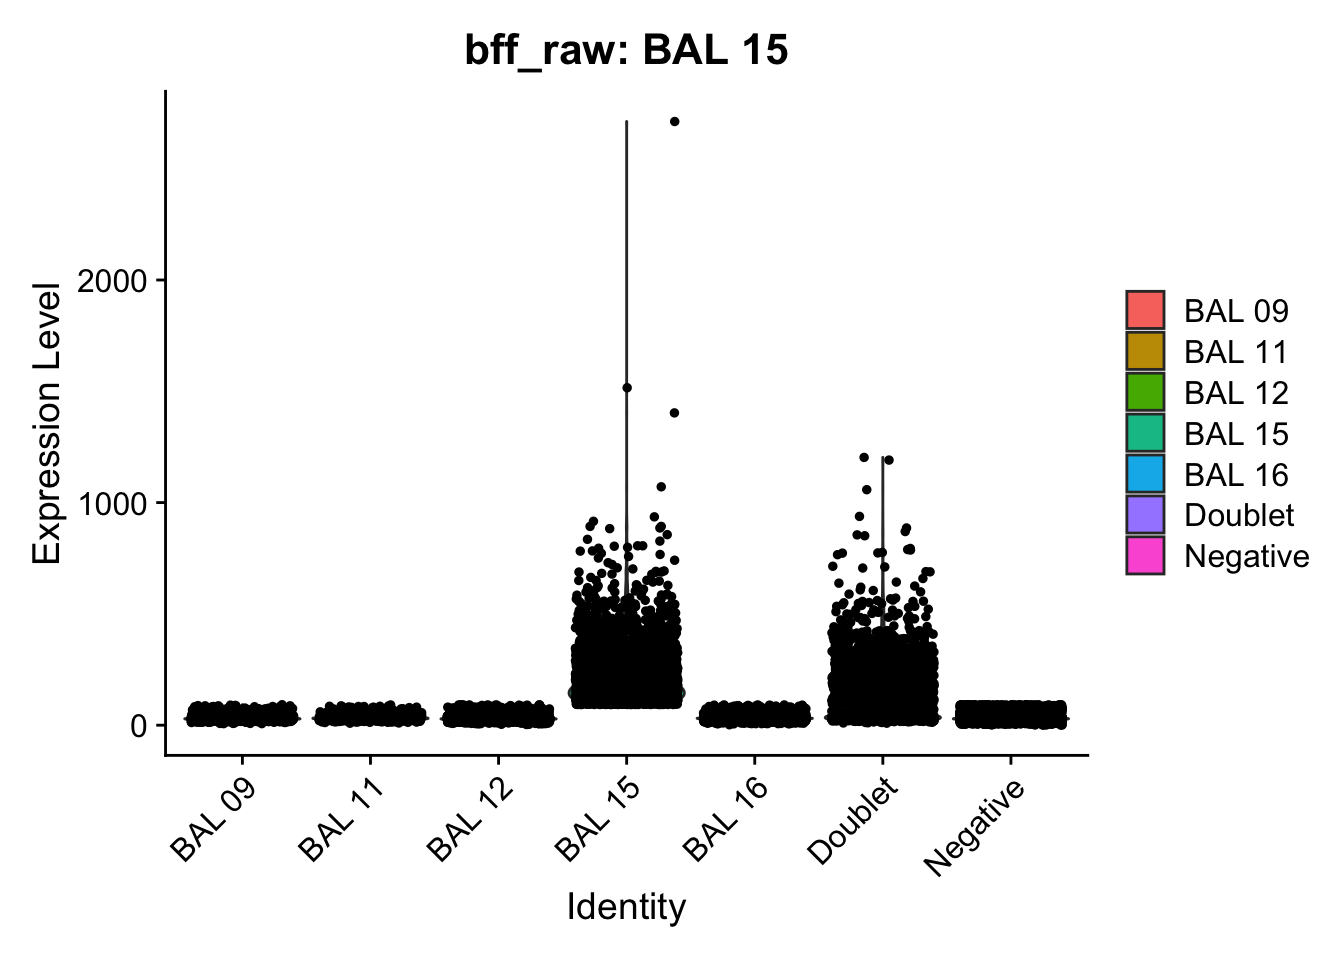 bff_raw: BAL 15
Expression Level
2000
1000
0
BAL 09
BAL 11
BAL 12
BAL 15
BAL 16
Doublet
Negative
Identity
BAL 09
BAL 11
BAL 12
BAL 15
BAL 16
Doublet
Negative